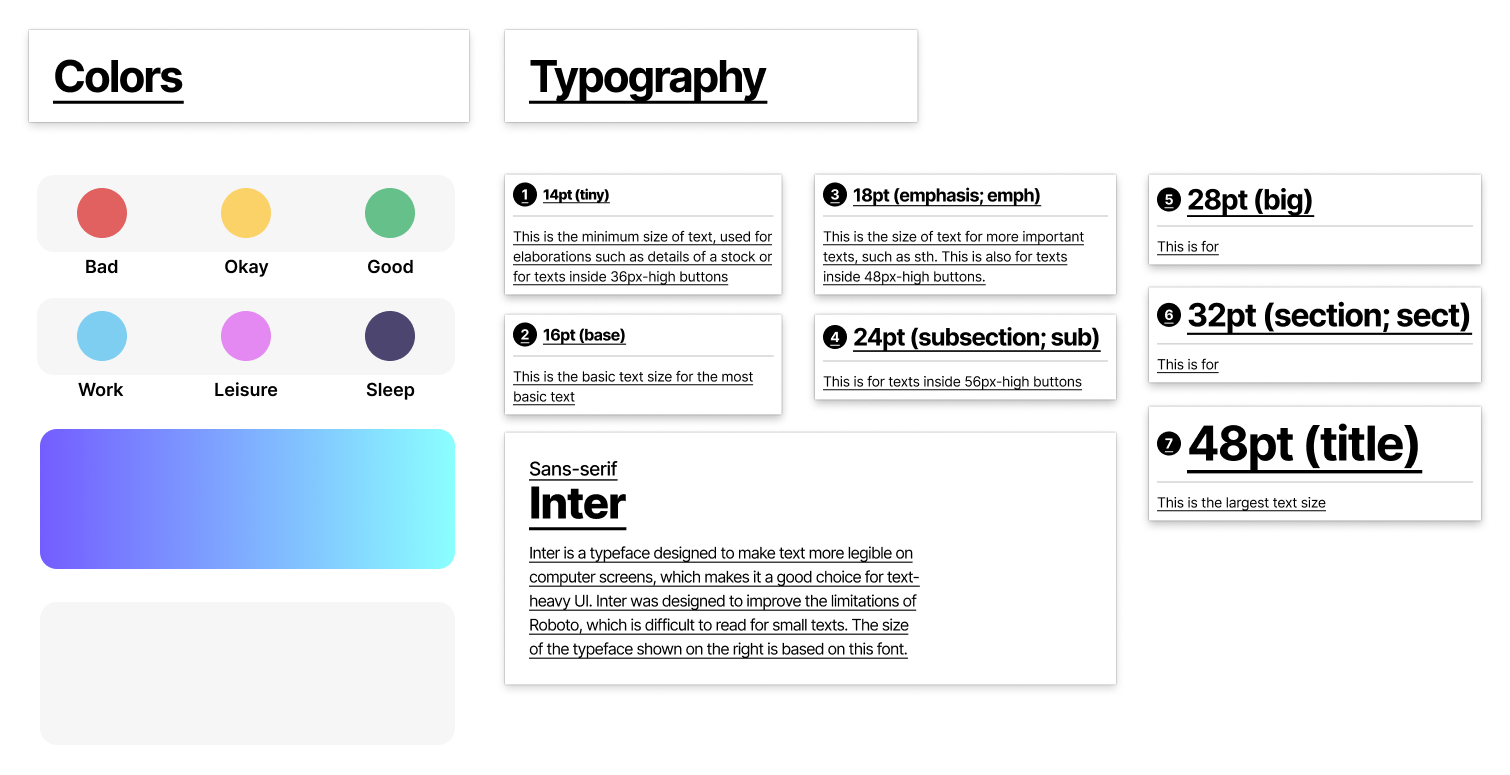 Colors
Bad
Okay
Good
Work
Leisure
Sleep
Typography
1 14pt (tiny)
This is the minimum size of text, used for
elaborations such as details of a stock or
for texts inside 36px-high buttons
2 16pt (base)
This is the basic text size for the most
basic text
3 18pt (emphasis; emph)
This is the size of text for more important
texts, such as sth. This is also for texts
inside 48px-high buttons.
4 24pt (subsection; sub)
This is for texts inside 56px-high buttons
5 28pt (big)
This is for
6 32pt (section; sect)
This is for
7 48pt (title)
This is the largest text size
Sans-serif
Inter
Inter is a typeface designed to make text more legible on
computer screens, which makes it a good choice for text-
heavy UI. Inter was designed to improve the limitations of
Roboto, which is difficult to read for small texts. The size
of the typeface shown on the right is based on this font.